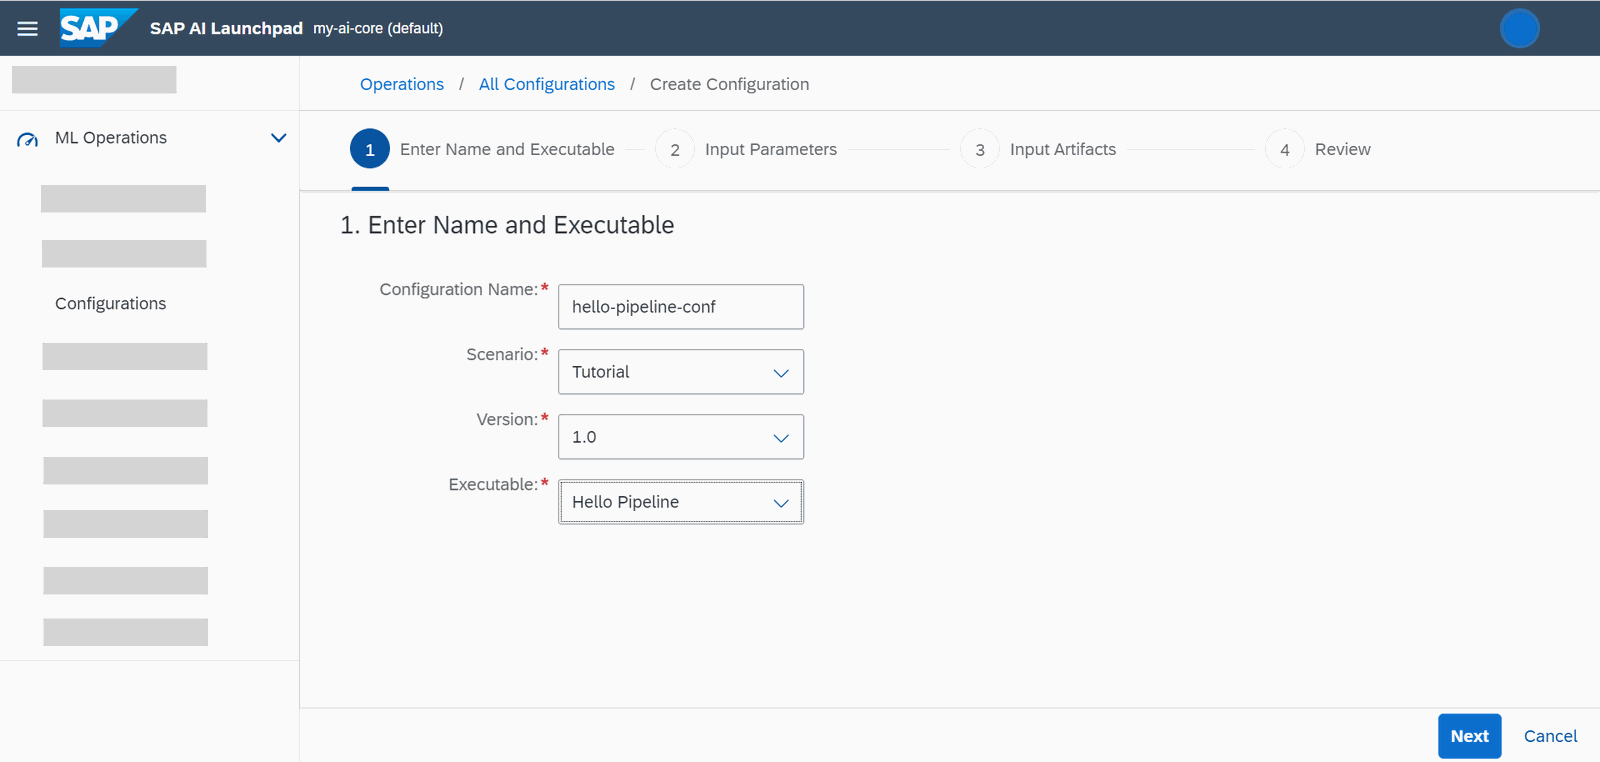 SAP SAP AI Launchpad my-ai-core (default)
Operations / All Configurations / Create Configuration
ML Operations
Configurations
1 Enter Name and Executable 2 Input Parameters 3 Input Artifacts 4 Review
1. Enter Name and Executable
Configuration Name:* hello-pipeline-conf
Scenario:* Tutorial
Version:* 1.0
Executable:* Hello Pipeline
Next Cancel